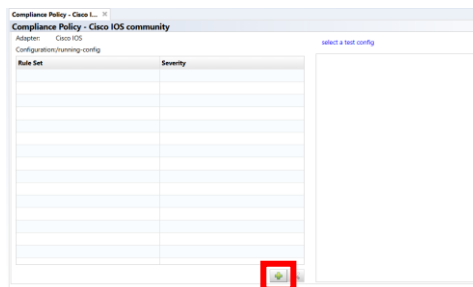 Compliance Policy - Cisco I...
Compliance Policy - Cisco IOS community
Adapter: Cisco IOS
Configuration:/running-config
select a test config
Rule Set Severity